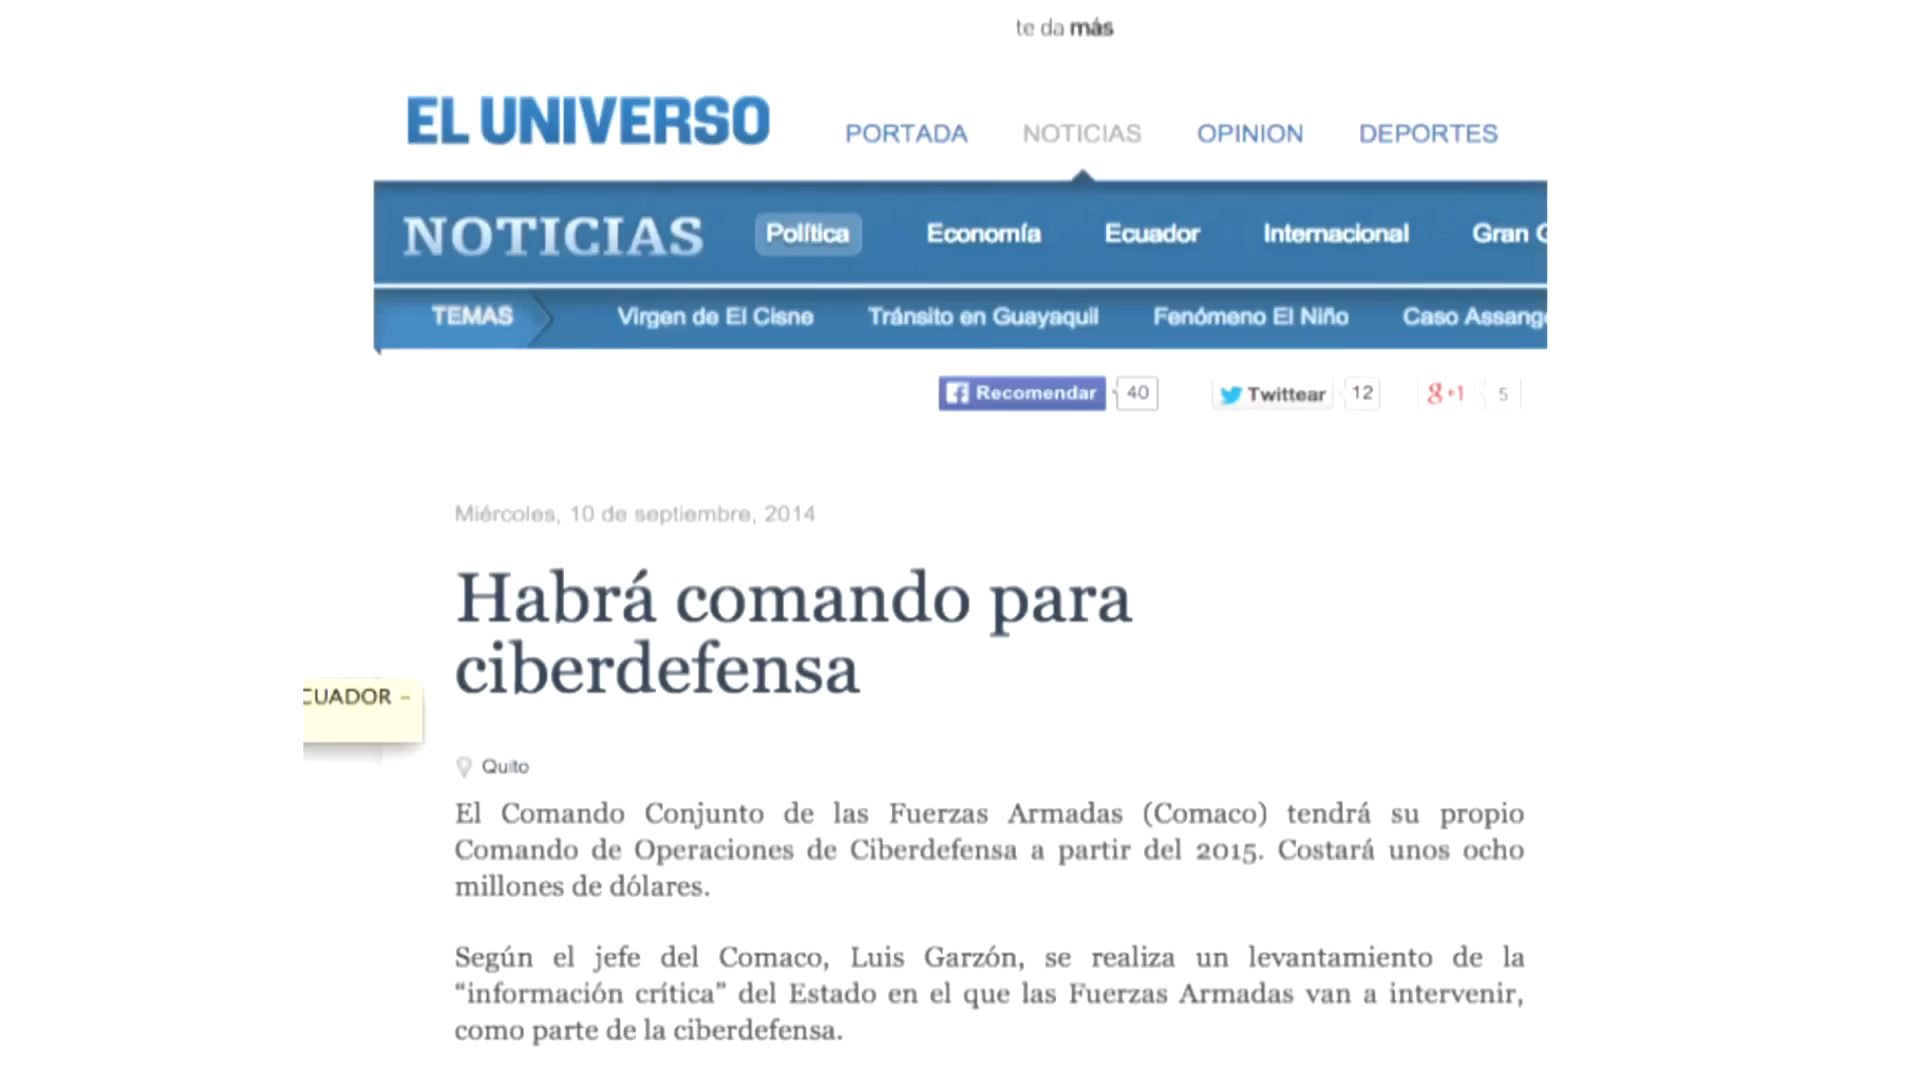 te da más
EL UNIVERSO PORTADA NOTICIAS OPINION DEPORTES
NOTICIAS Política Economía Ecuador Internacional Gran
TEMAS Virgen de El Cisne Tránsito en Guayaquil Fenómeno El Niño Caso Assange
Recomendar 40 Twittear 12 g+1 5
Miércoles, 10 de septiembre, 2014
Habrá comando para
ciberdefensa
CUADOR –
Quito
El Comando Conjunto de las Fuerzas Armadas (Comaco) tendrá su propio
Comando de Operaciones de Ciberdefensa a partir del 2015. Costará unos ocho
millones de dólares.
Según el jefe del Comaco, Luis Garzón, se realiza un levantamiento de la
“información crítica” del Estado en el que las Fuerzas Armadas van a intervenir,
como parte de la ciberdefensa.